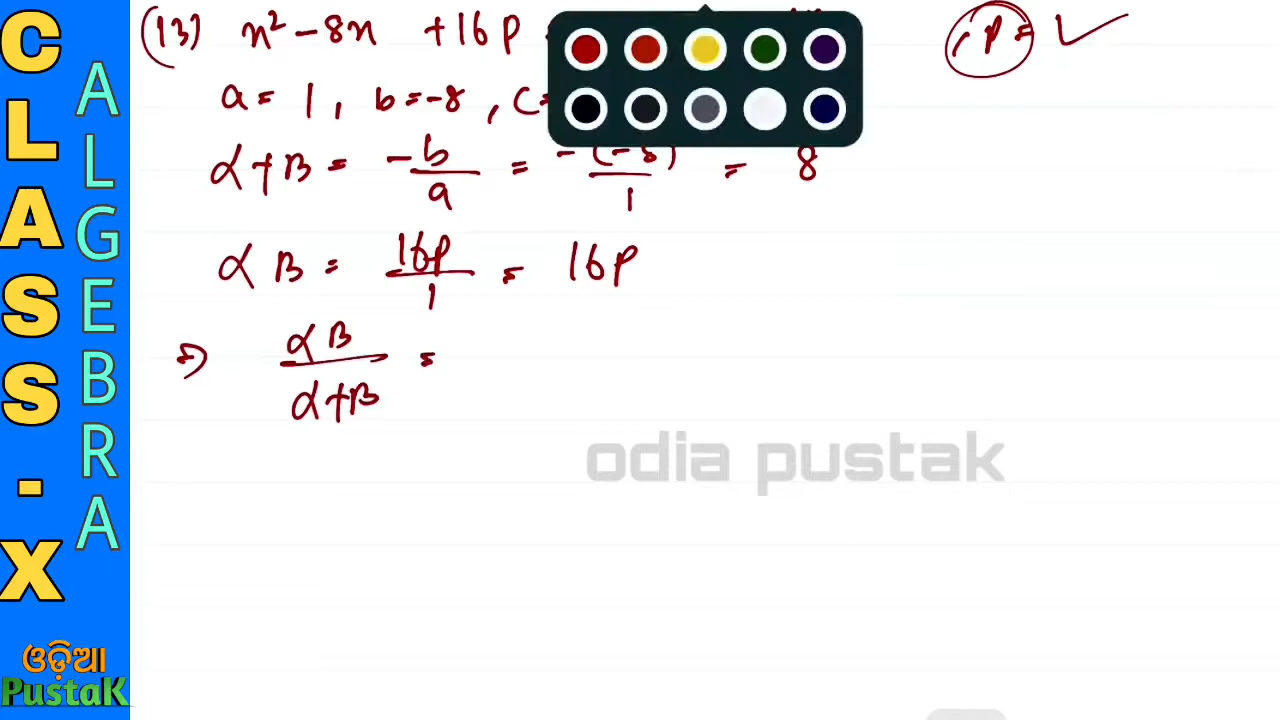 CLASS-X
ALGEBRA
ଓଡ଼ିଆ
PustaK
(13) x² - 8x + 16p
, p =
a = 1, b = -8, c =
α + β = -b/a = -(-8)/1 = 8
αβ = 16p/1 = 16p
⇒ αβ/α+β =
odia pustak